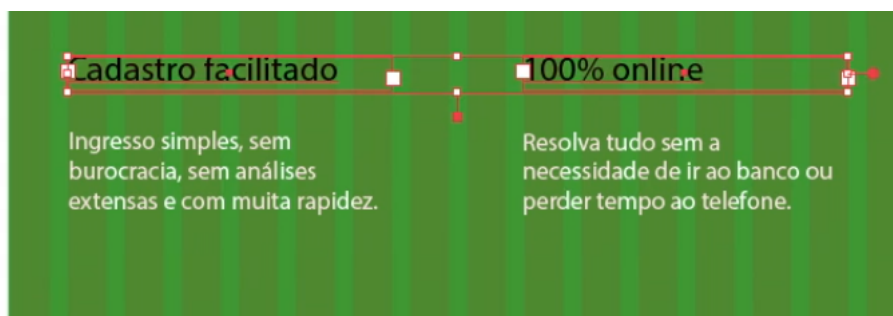 Cadastro facilitado
Ingresso simples, sem
burocracia, sem análises
extensas e com muita rapidez.
100% online
Resolva tudo sem a
necessidade de ir ao banco ou
perder tempo ao telefone.